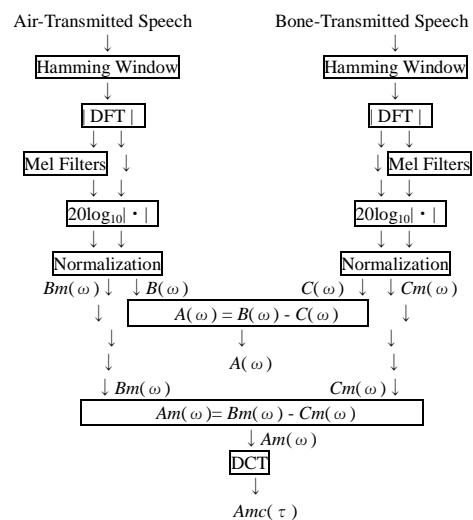 Air-Transmitted Speech Bone-Transmitted Speech
Hamming Window Hamming Window
| DFT | | DFT |
Mel Filters Mel Filters
20log₁₀|・| 20log₁₀|・|
Normalization Normalization
Bm(ω) B(ω) C(ω) Cm(ω)
A(ω) = B(ω) - C(ω)
A(ω)
Bm(ω) Cm(ω)
Am(ω)= Bm(ω) - Cm(ω)
Am(ω)
DCT
Amc(τ)